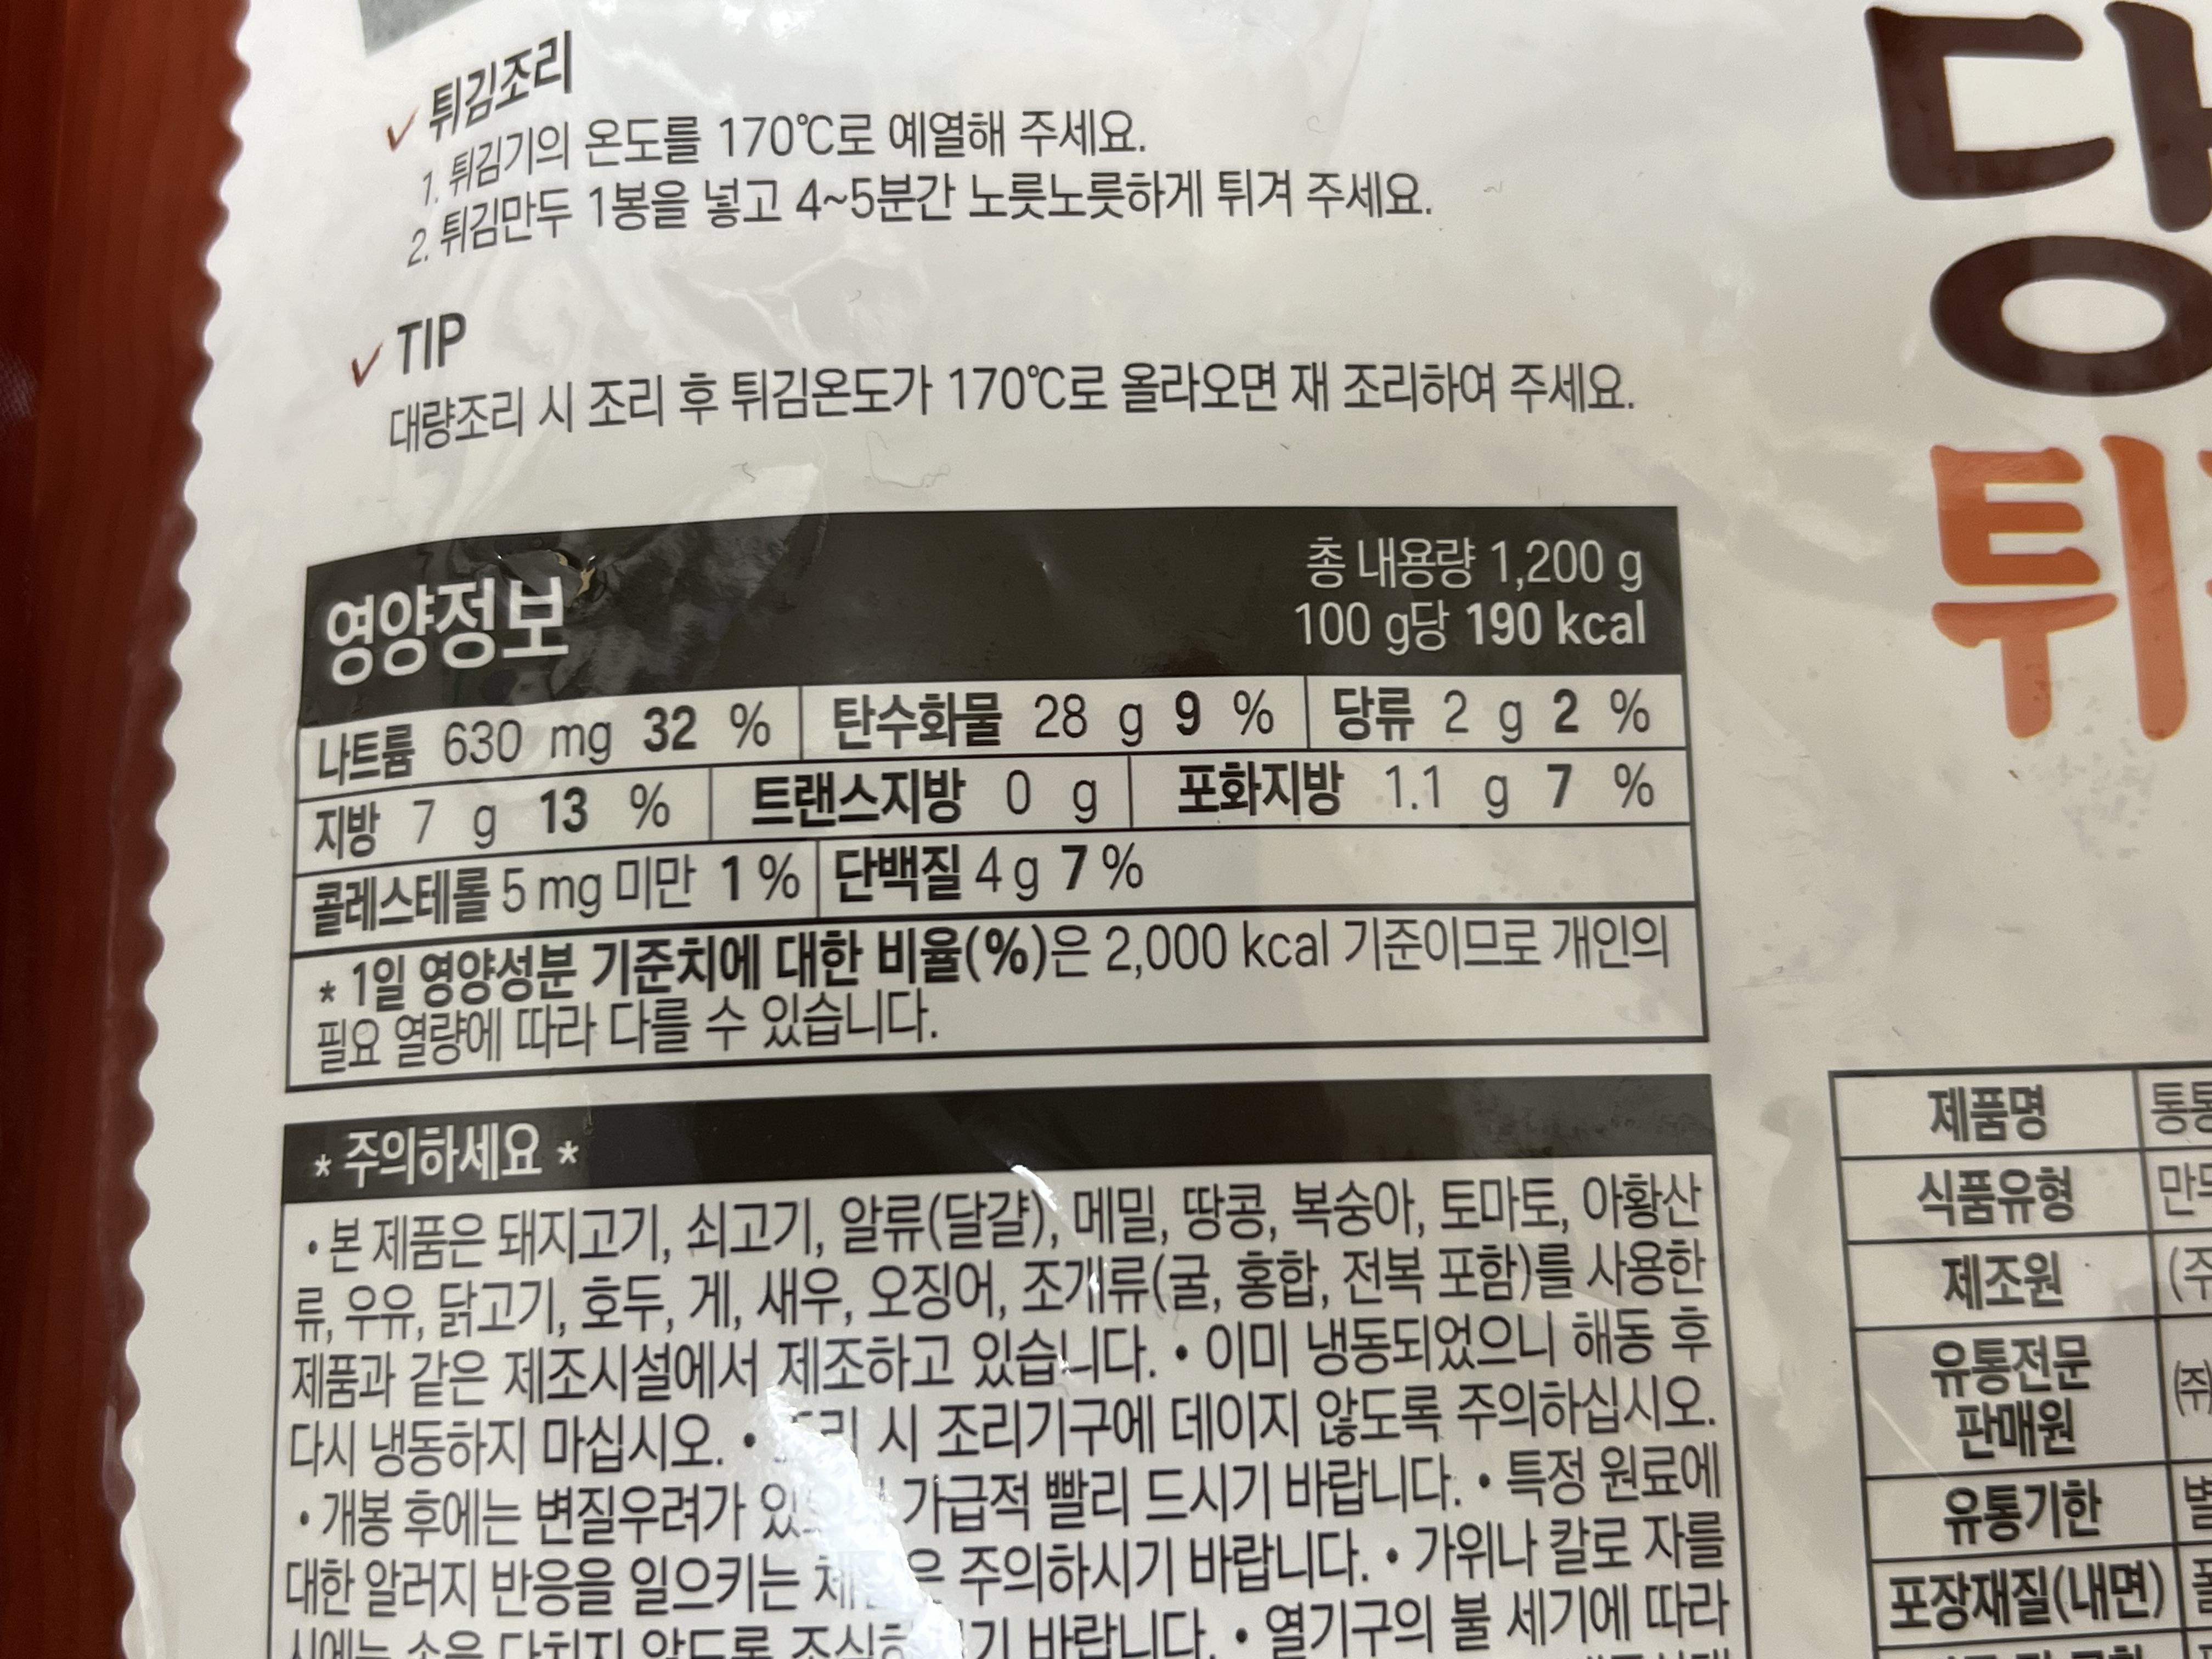 ✓ 튀김조리
1. 튀김기의 온도를 170℃로 예열해 주세요.
2. 튀김만두 1봉을 넣고 4~5분간 노릇노릇하게 튀겨 주세요.
✓ TIP
대량조리 시 조리 후 튀김온도가 170℃로 올라오면 재 조리하여 주세요.
영양정보
총 내용량 1,200 g
100 g당 190 kcal
나트륨 630 mg 32 % 탄수화물 28 g 9 % 당류 2 g 2 %
지방 7 g 13 % 트랜스지방 0 g 포화지방 1.1 g 7 %
콜레스테롤 5 mg 미만 1 % 단백질 4 g 7 %
* 1일 영양성분 기준치에 대한 비율(%)은 2,000 kcal 기준이므로 개인의
필요 열량에 따라 다를 수 있습니다.
* 주의하세요 *
• 본 제품은 돼지고기, 쇠고기, 알류(달걀), 메밀, 땅콩, 복숭아, 토마토, 아황산
류, 우유, 닭고기, 호두, 게, 새우, 오징어, 조개류(굴, 홍합, 전복 포함)를 사용한
제품과 같은 제조시설에서 제조하고 있습니다. • 이미 냉동되었으니 해동 후
다시 냉동하지 마십시오. • 시 조리기구에 데이지 않도록 주의하십시오.
• 개봉 후에는 변질우려가 가급적 빨리 드시기 바랍니다. • 특정 원료에
대한 알러지 반응을 일으키는 주의하시기 바랍니다. • 가위나 칼로 자를
바랍니다. • 열기구의 불 세기에 따라
당
튀
제품명
식품유형
제조원
유통전문
판매원
유통기한
포장재질(내면)